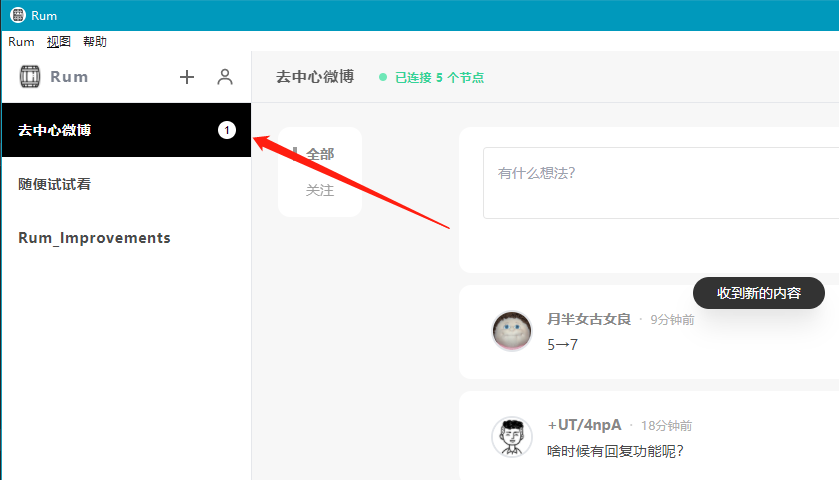 Rum
Rum 视图 帮助
Rum
去中心微博 已连接 5 个节点
去中心微博 1
随便试试看
Rum_Improvements
全部
关注
有什么想法?
收到新的内容
月半女古女良 · 9分钟前
5→7
+UT/4npA · 18分钟前
啥时候有回复功能呢?